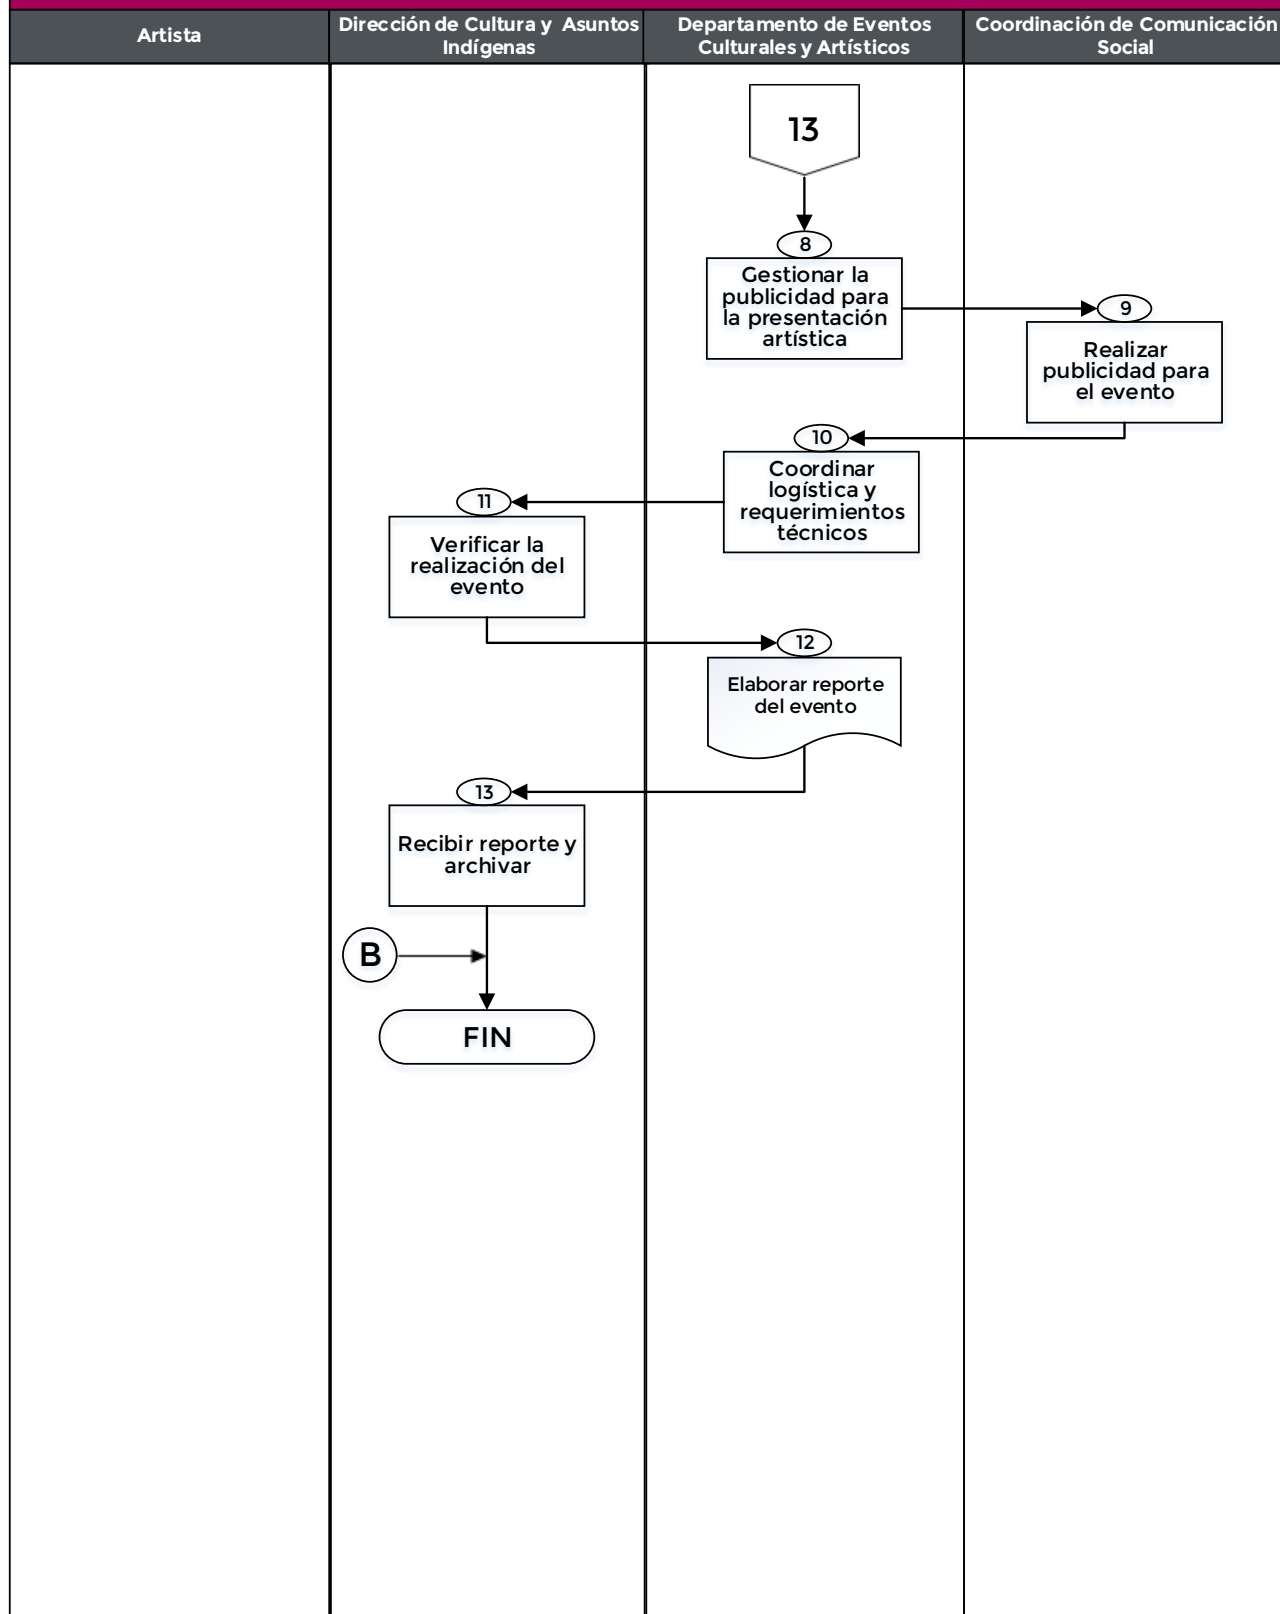 Artista
Dirección de Cultura y Asuntos
Indígenas
Departamento de Eventos
Culturales y Artísticos
Coordinación de Comunicación
Social
13
8
Gestionar la
publicidad para
la presentación
artística
9
Realizar
publicidad para
el evento
10
Coordinar
logística y
requerimientos
técnicos
11
Verificar la
realización del
evento
12
Elaborar reporte
del evento
13
Recibir reporte y
archivar
B
FIN